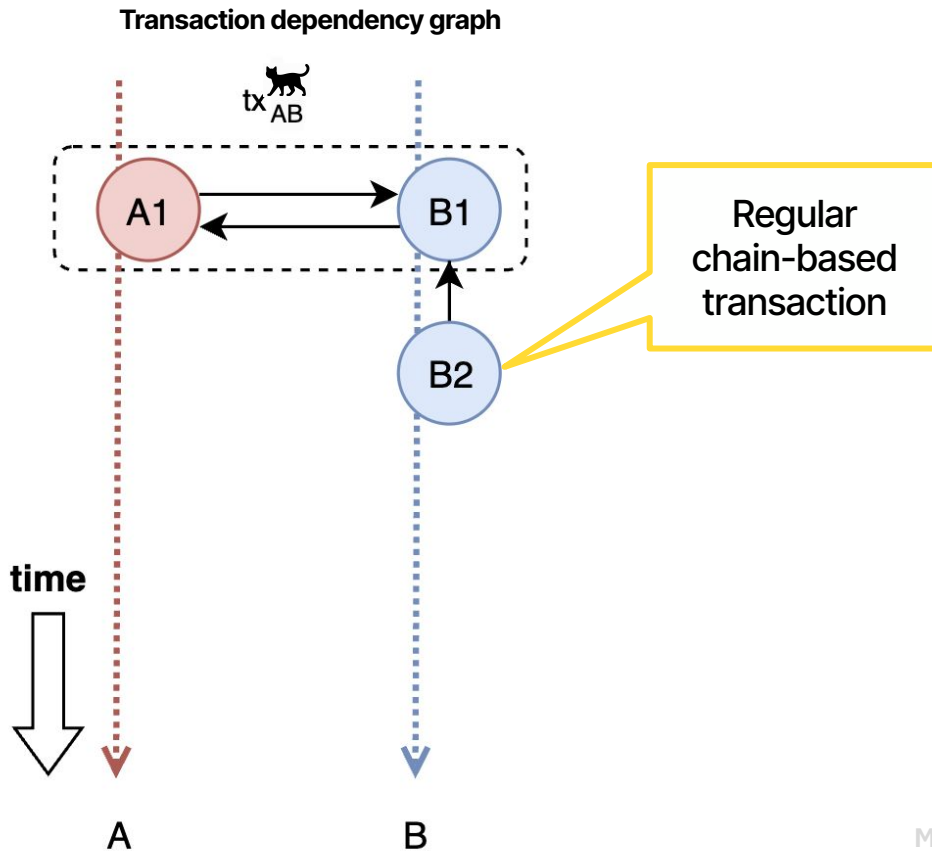 Transaction dependency graph
tx AB
A1
B1
Regular
chain-based
transaction
B2
time
A
B
M